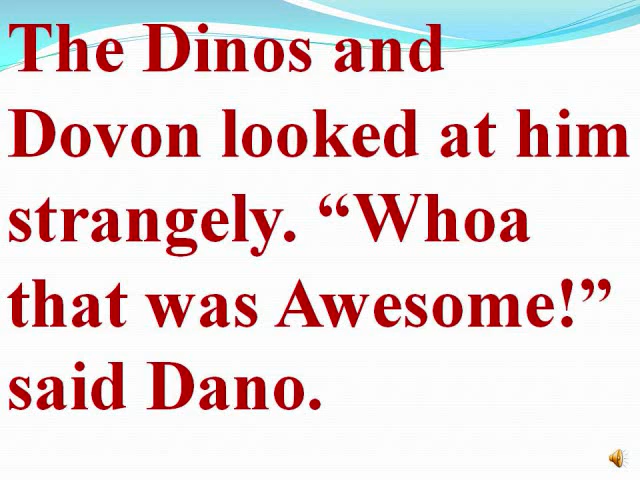 The Dinos and
Dovon looked at him
strangely. “Whoa
that was Awesome!”
said Dano.